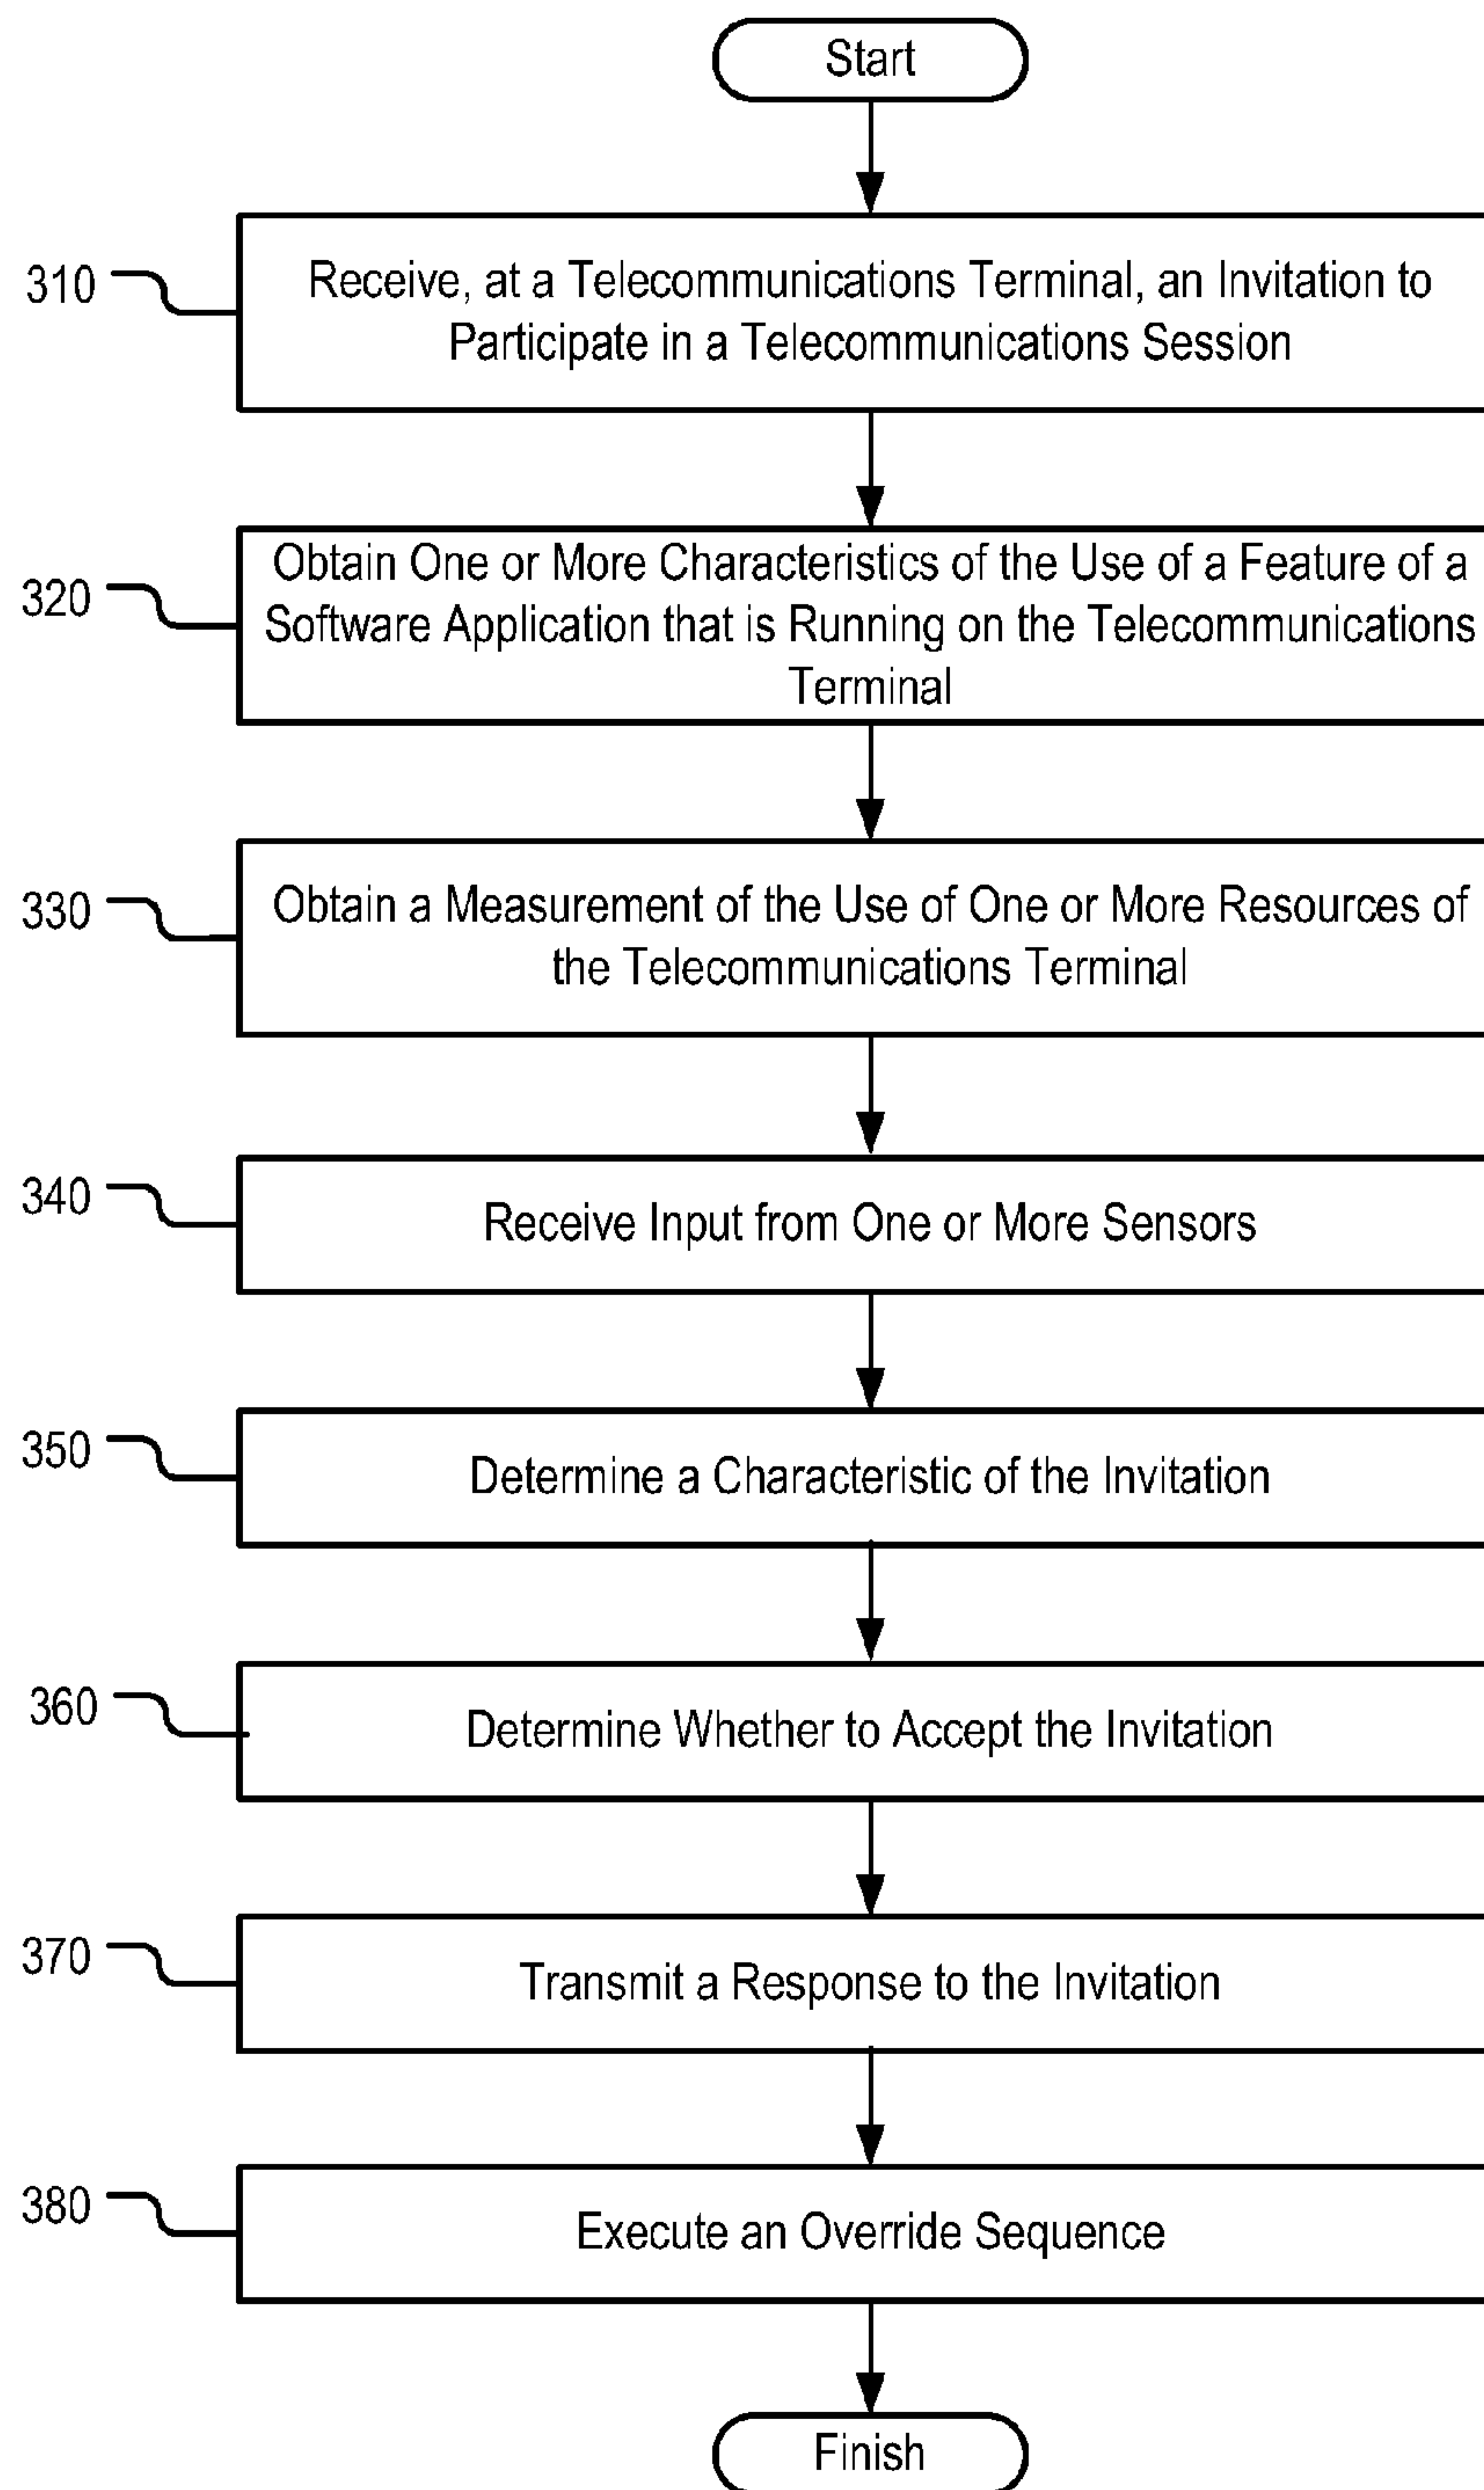 Start
310
Receive, at a Telecommunications Terminal, an Invitation to
Participate in a Telecommunications Session
320
Obtain One or More Characteristics of the Use of a Feature of a
Software Application that is Running on the Telecommunications
Terminal
330
Obtain a Measurement of the Use of One or More Resources of
the Telecommunications Terminal
340
Receive Input from One or More Sensors
350
Determine a Characteristic of the Invitation
360
Determine Whether to Accept the Invitation
370
Transmit a Response to the Invitation
380
Execute an Override Sequence
Finish